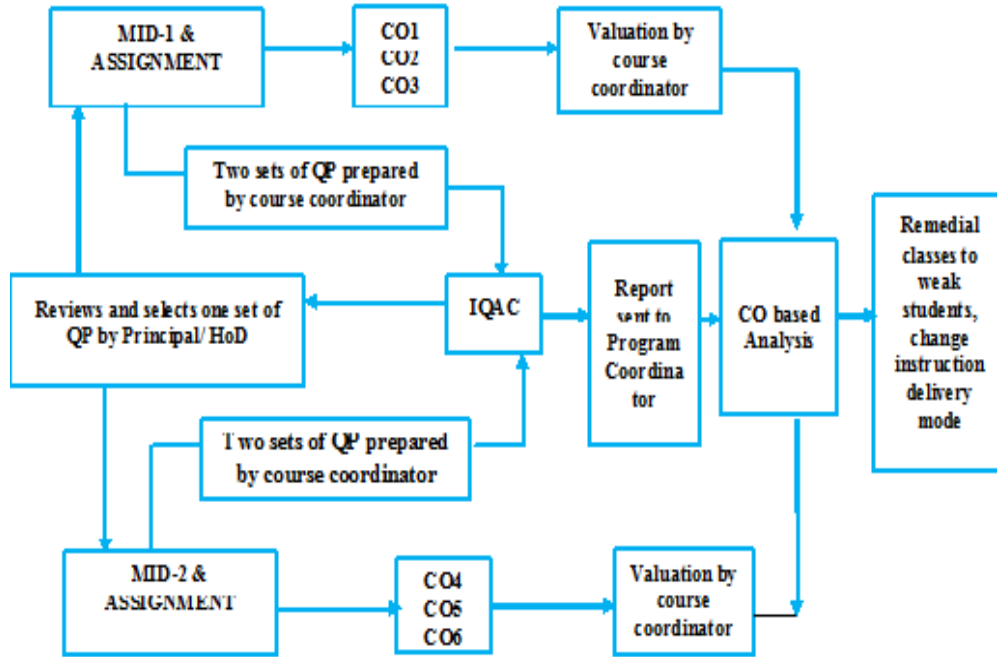 MID-1 &
ASSIGNMENT
CO1
CO2
CO3
Valuation by
course
coordinator
Two sets of QP prepared
by course coordinator
Remedial
classes to
weak
students,
change
instruction
delivery
mode
Reviews and selects one set of
QP by Principal/ HoD
IQAC
Report
sent to
Program
Coordina
tor
CO based
Analysis
Two sets of QP prepared
by course coordinator
MID-2 &
ASSIGNMENT
CO4
CO5
CO6
Valuation by
course
coordinator